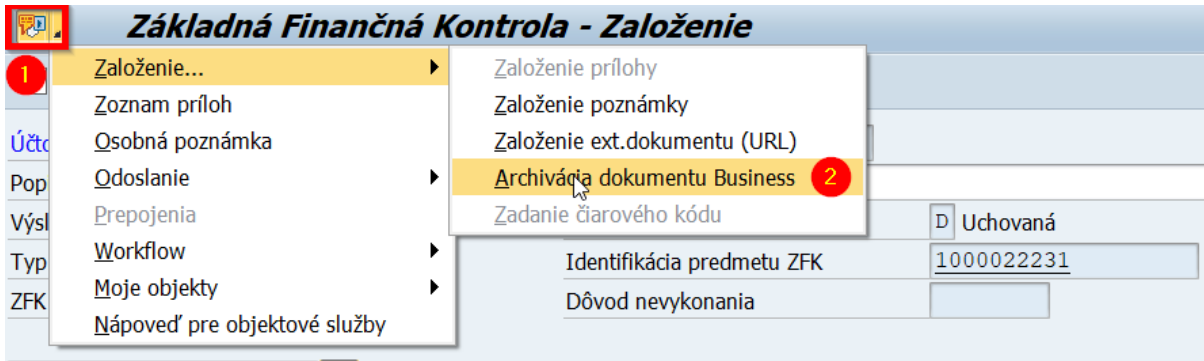 Základná Finančná Kontrola - Založenie
1
Založenie...
Zoznam príloh
Osobná poznámka
Odoslanie
Prepojenia
Workflow
Moje objekty
Nápoveď pre objektové služby
Založenie prílohy
Založenie poznámky
Založenie ext.dokumentu (URL)
Archivácia dokumentu Business 2
Zadanie čiarového kódu
Účto
Pop
Výsl
Typ
ZFK
D Uchovaná
Identifikácia predmetu ZFK 1000022231
Dôvod nevykonania